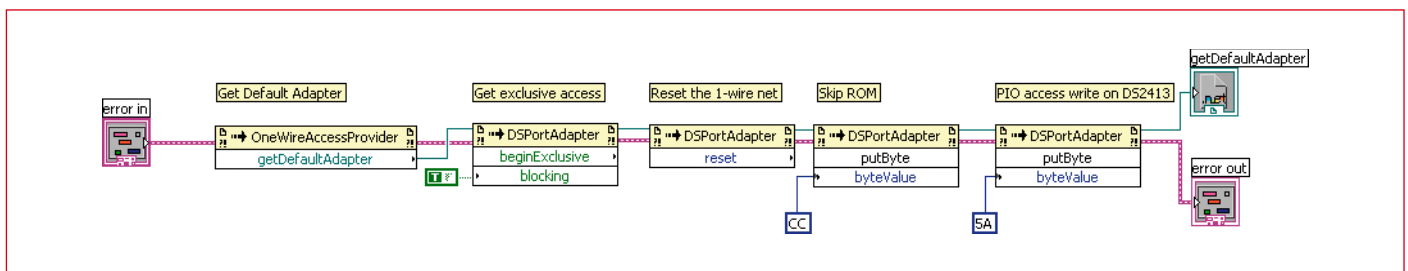 error in
Get Default Adapter
OneWireAccessProvider
getDefaultAdapter
Get exclusive access
DSPortAdapter
beginExclusive
blocking
T F
Reset the 1-wire net
DSPortAdapter
reset
Skip ROM
DSPortAdapter
putByte
byteValue
CC
PIO access write on DS2413
DSPortAdapter
putByte
byteValue
5A
getDefaultAdapter
.net
error out